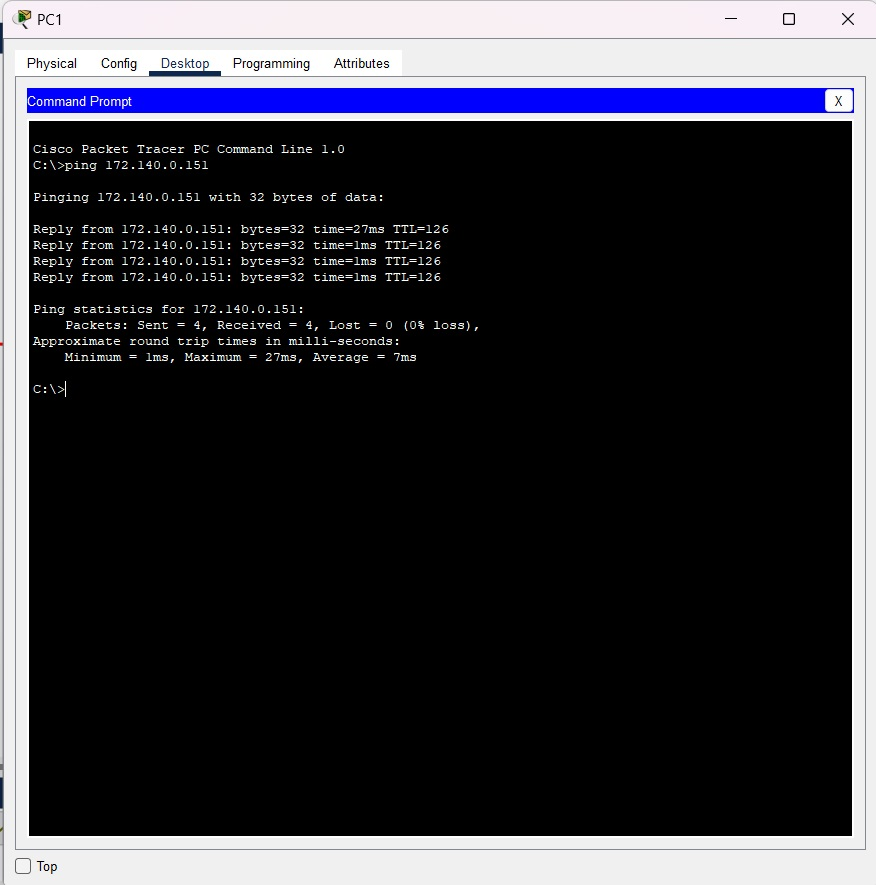 PC1
Physical Config Desktop Programming Attributes
Command Prompt
X
Cisco Packet Tracer PC Command Line 1.0
C:\>ping 172.140.0.151
Pinging 172.140.0.151 with 32 bytes of data:
Reply from 172.140.0.151: bytes=32 time=27ms TTL=126
Reply from 172.140.0.151: bytes=32 time=1ms TTL=126
Reply from 172.140.0.151: bytes=32 time=1ms TTL=126
Reply from 172.140.0.151: bytes=32 time=1ms TTL=126
Ping statistics for 172.140.0.151:
Packets: Sent = 4, Received = 4, Lost = 0 (0% loss),
Approximate round trip times in milli-seconds:
Minimum = 1ms, Maximum = 27ms, Average = 7ms
C:\>
Top